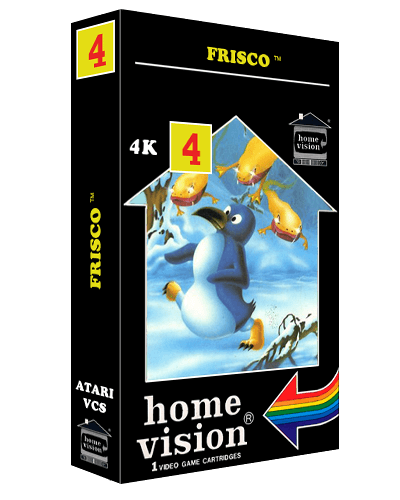 4
FRISCO ™
ATARI
VCS
home
vision
FRISCO ™
4K
4
home
vision
home
vision®
1 VIDEO GAME CARTRIDGES